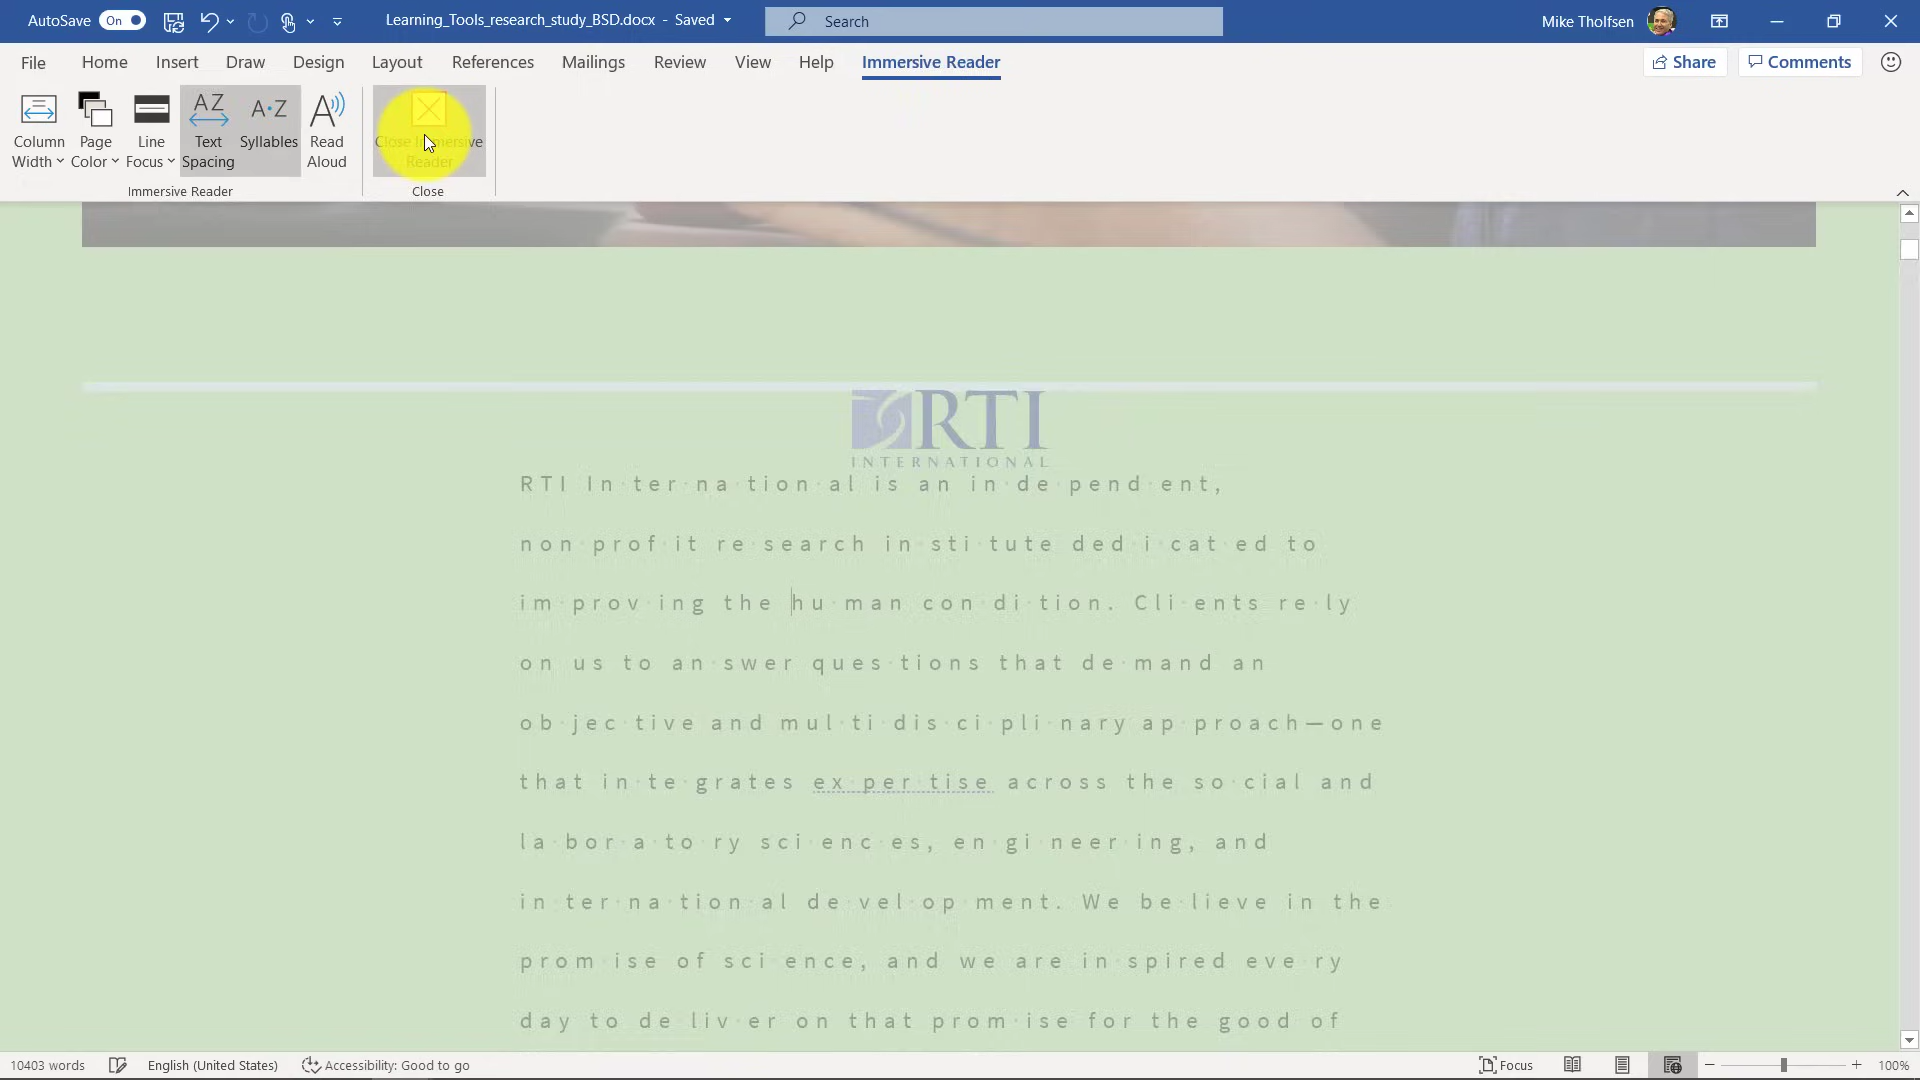 AutoSave On Learning_Tools_research_study_BSD.docx - Saved Search Mike Tholfsen
File Home Insert Draw Design Layout References Mailings Review View Help Immersive Reader Share Comments
Column Width Page Color Line Focus Text Spacing Syllables Read Aloud Close Immersive Reader
Immersive Reader Close
RTI
INTERNATIONAL
RTI In·ter·na·tion·al is an in·de·pend·ent,
non·prof·it re·search in·sti·tute ded·i·cat·ed to
im·prov·ing the hu·man con·di·tion. Cli·ents re·ly
on us to an·swer ques·tions that de·mand an
ob·jec·tive and mul·ti·dis·ci·pli·nary ap·proach—one
that in·te·grates ex·per·tise across the so·cial and
la·bor·a·to·ry sci·enc·es, en·gi·neer·ing, and
in·ter·na·tion·al de·vel·op·ment. We be·lieve in the
prom·ise of sci·ence, and we are in·spired eve·ry
day to de·liv·er on that prom·ise for the good of
10403 words English (United States) Accessibility: Good to go Focus 100%